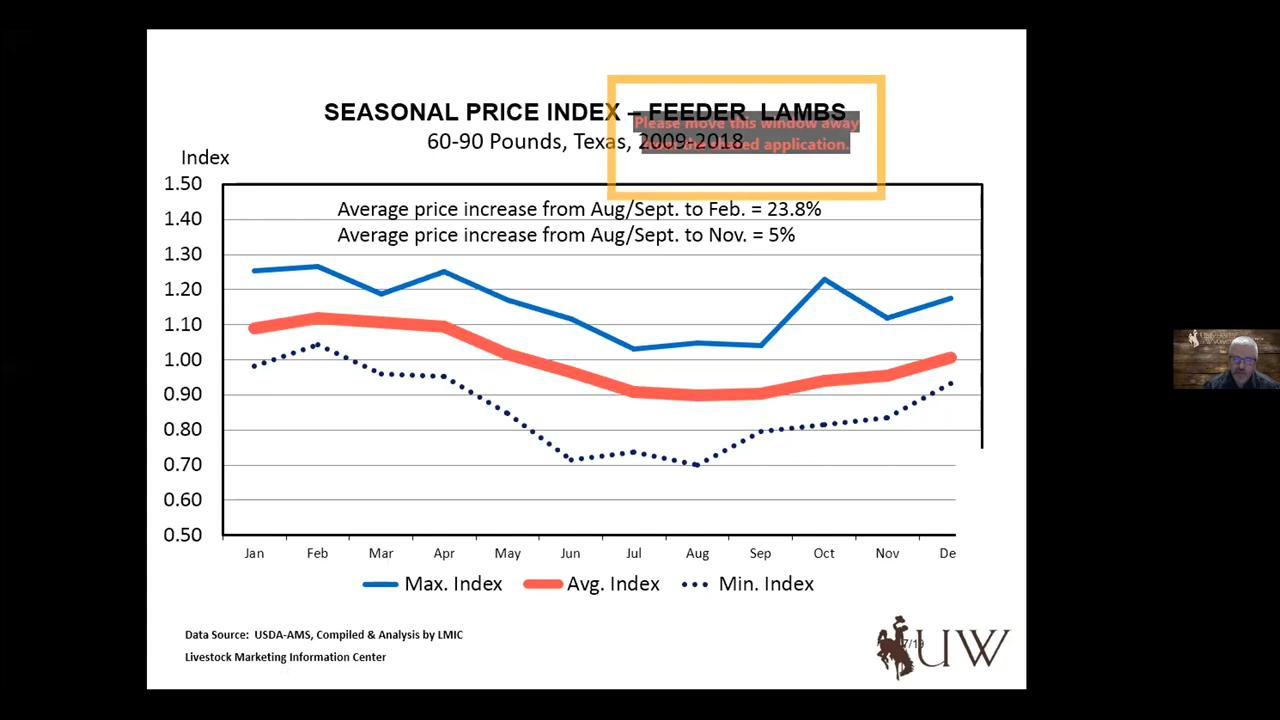 SEASONAL PRICE INDEX – FEEDER LAMBS
Please move this window away
60-90 Pounds, Texas, 2009-2018
from the shared application.
Index
1.50
Average price increase from Aug/Sept. to Feb. = 23.8%
1.40
Average price increase from Aug/Sept. to Nov. = 5%
1.30
1.20
1.10
1.00
0.90
0.80
0.70
0.60
0.50
Jan Feb Mar Apr May Jun Jul Aug Sep Oct Nov De
Max. Index Avg. Index Min. Index
Data Source: USDA-AMS, Compiled & Analysis by LMIC
Livestock Marketing Information Center
UW